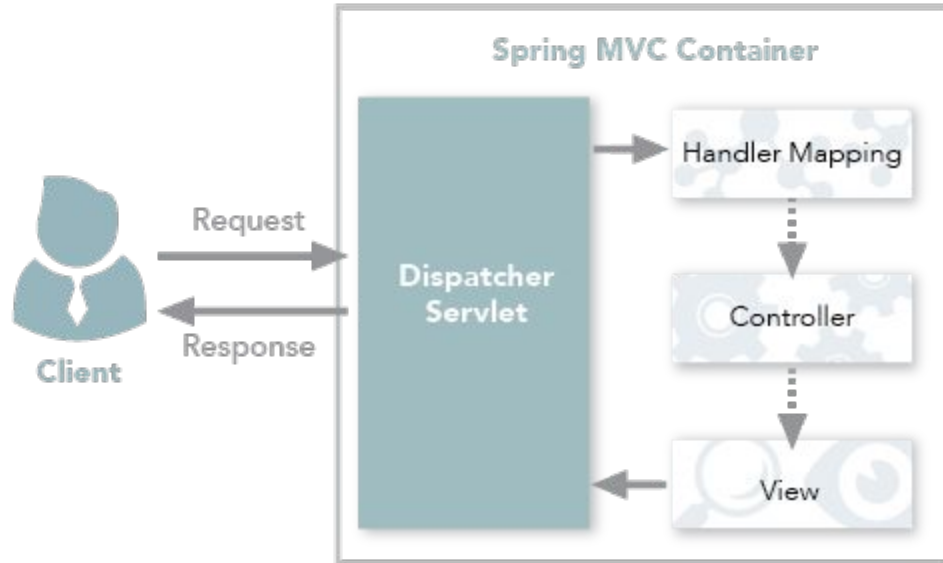 Spring MVC Container
Handler Mapping
Request
Dispatcher
Servlet
Controller
Response
Client
View